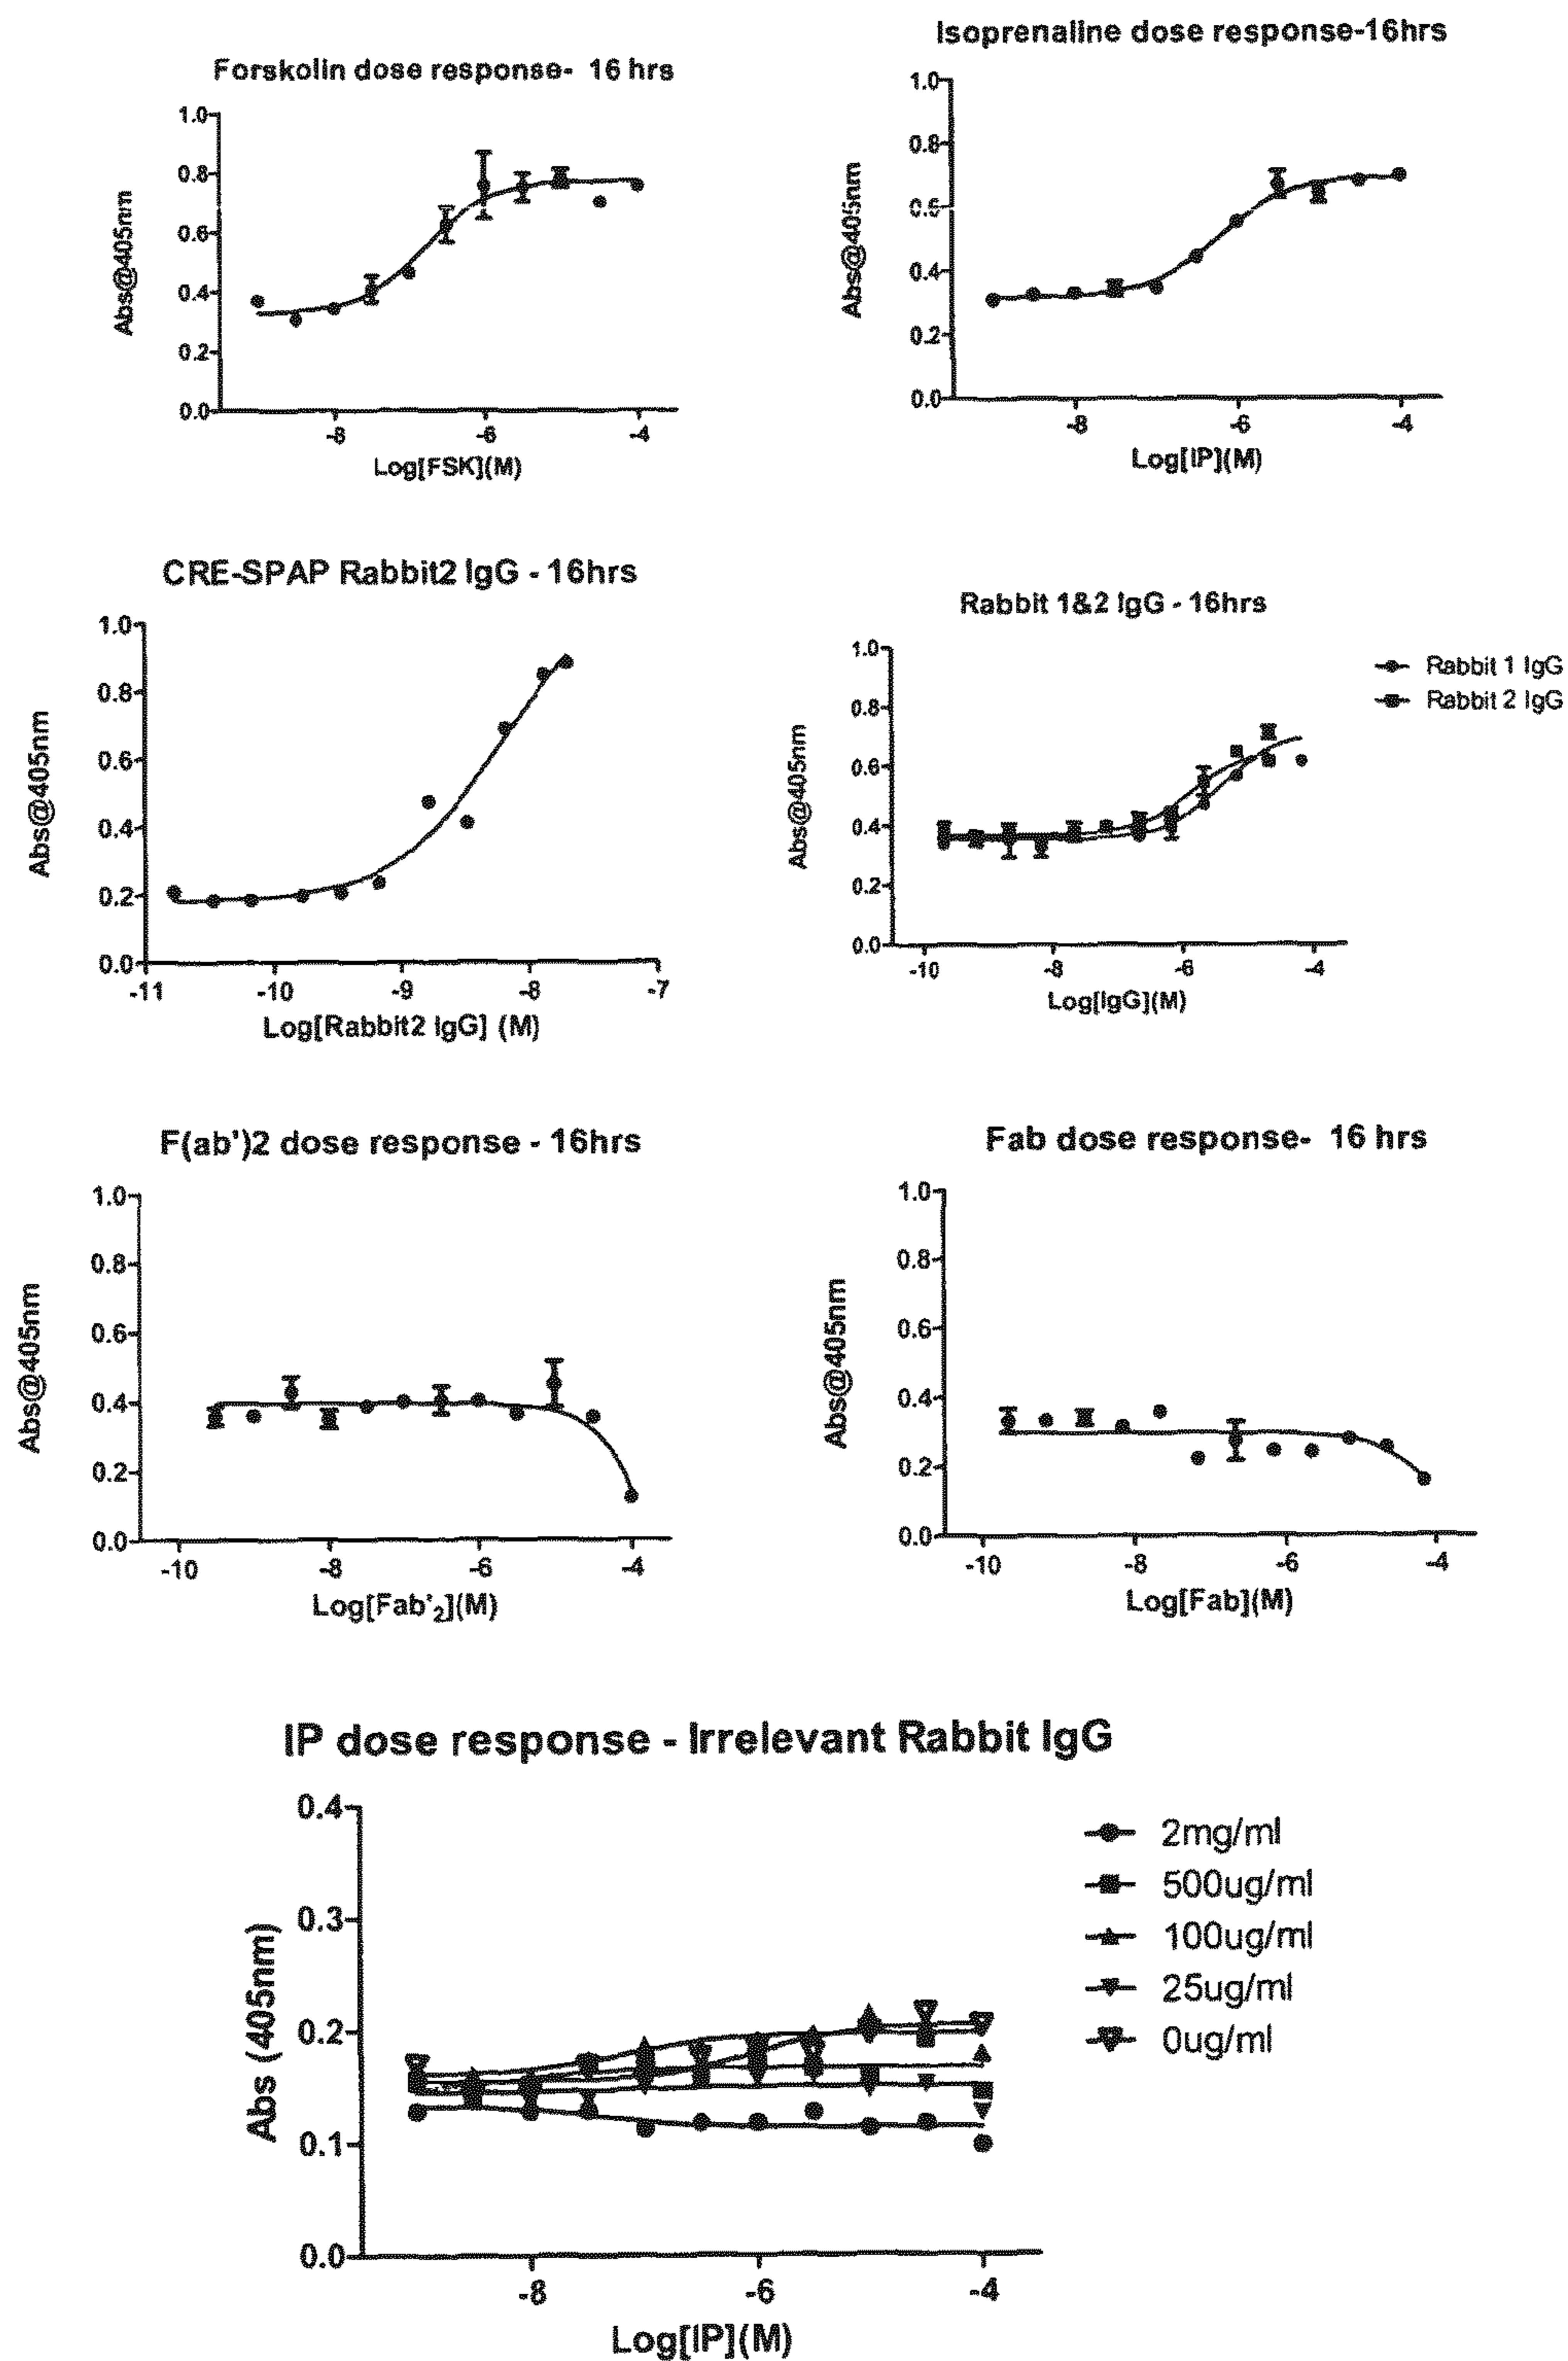 Forskolin dose response- 16 hrs
1.0
0.8
0.6
0.4
0.2
0.0
Abs@405nm
-8
-6
-4
Log[FSK](M)
Isoprenaline dose response-16hrs
1.0
0.8
0.6
0.4
0.2
0.0
Abs@405nm
-8
-6
-4
Log[IP](M)
CRE-SPAP Rabbit2 IgG - 16hrs
1.0
0.8
0.6
0.4
0.2
0.0
Abs@405nm
-11
-10
-9
-8
-7
Log[Rabbit2 IgG] (M)
Rabbit 1&2 IgG - 16hrs
1.0
0.8
0.6
0.4
0.2
0.0
Abs@405nm
-10
-8
-6
-4
Log[IgG](M)
Rabbit 1 IgG
Rabbit 2 IgG
F(ab')2 dose response - 16hrs
1.0
0.8
0.6
0.4
0.2
0.0
Abs@405nm
-10
-8
-6
-4
Log[Fab'2](M)
Fab dose response- 16 hrs
1.0
0.8
0.6
0.4
0.2
0.0
Abs@405nm
-10
-8
-6
-4
Log[Fab](M)
IP dose response - Irrelevant Rabbit IgG
0.4
0.3
0.2
0.1
0.0
Abs (405nm)
-8
-6
-4
Log[IP](M)
2mg/ml
500ug/ml
100ug/ml
25ug/ml
0ug/ml